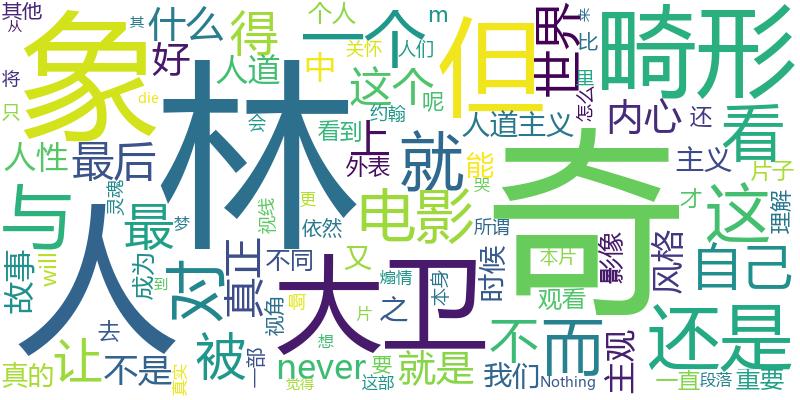 其他 从 象 什么 得 一个 个人 m 但 世界 来 比 里 怎么 畸形
将 只 好 其 人道 关怀 人们 中 这个 呢
die 林 会 约翰 看到 上 外表 人道主义 内心 还 看
人性 最后 就 能 主义 片子
与 灵魂 梦 最 电影 奇 才 理解 这
人 视线 更 哭 依然 所谓 影像 风格 自己
故事 will 成为 到 对 真正 不同 又 煽情 本身 时候 本片 观看
视角 啊 大卫 之 片 不 而 主观 还是
去 让 不是 被 一部 never 想 要 就是 我们 Nothing 一直 段落 重要
真的 真实 觉得 这部